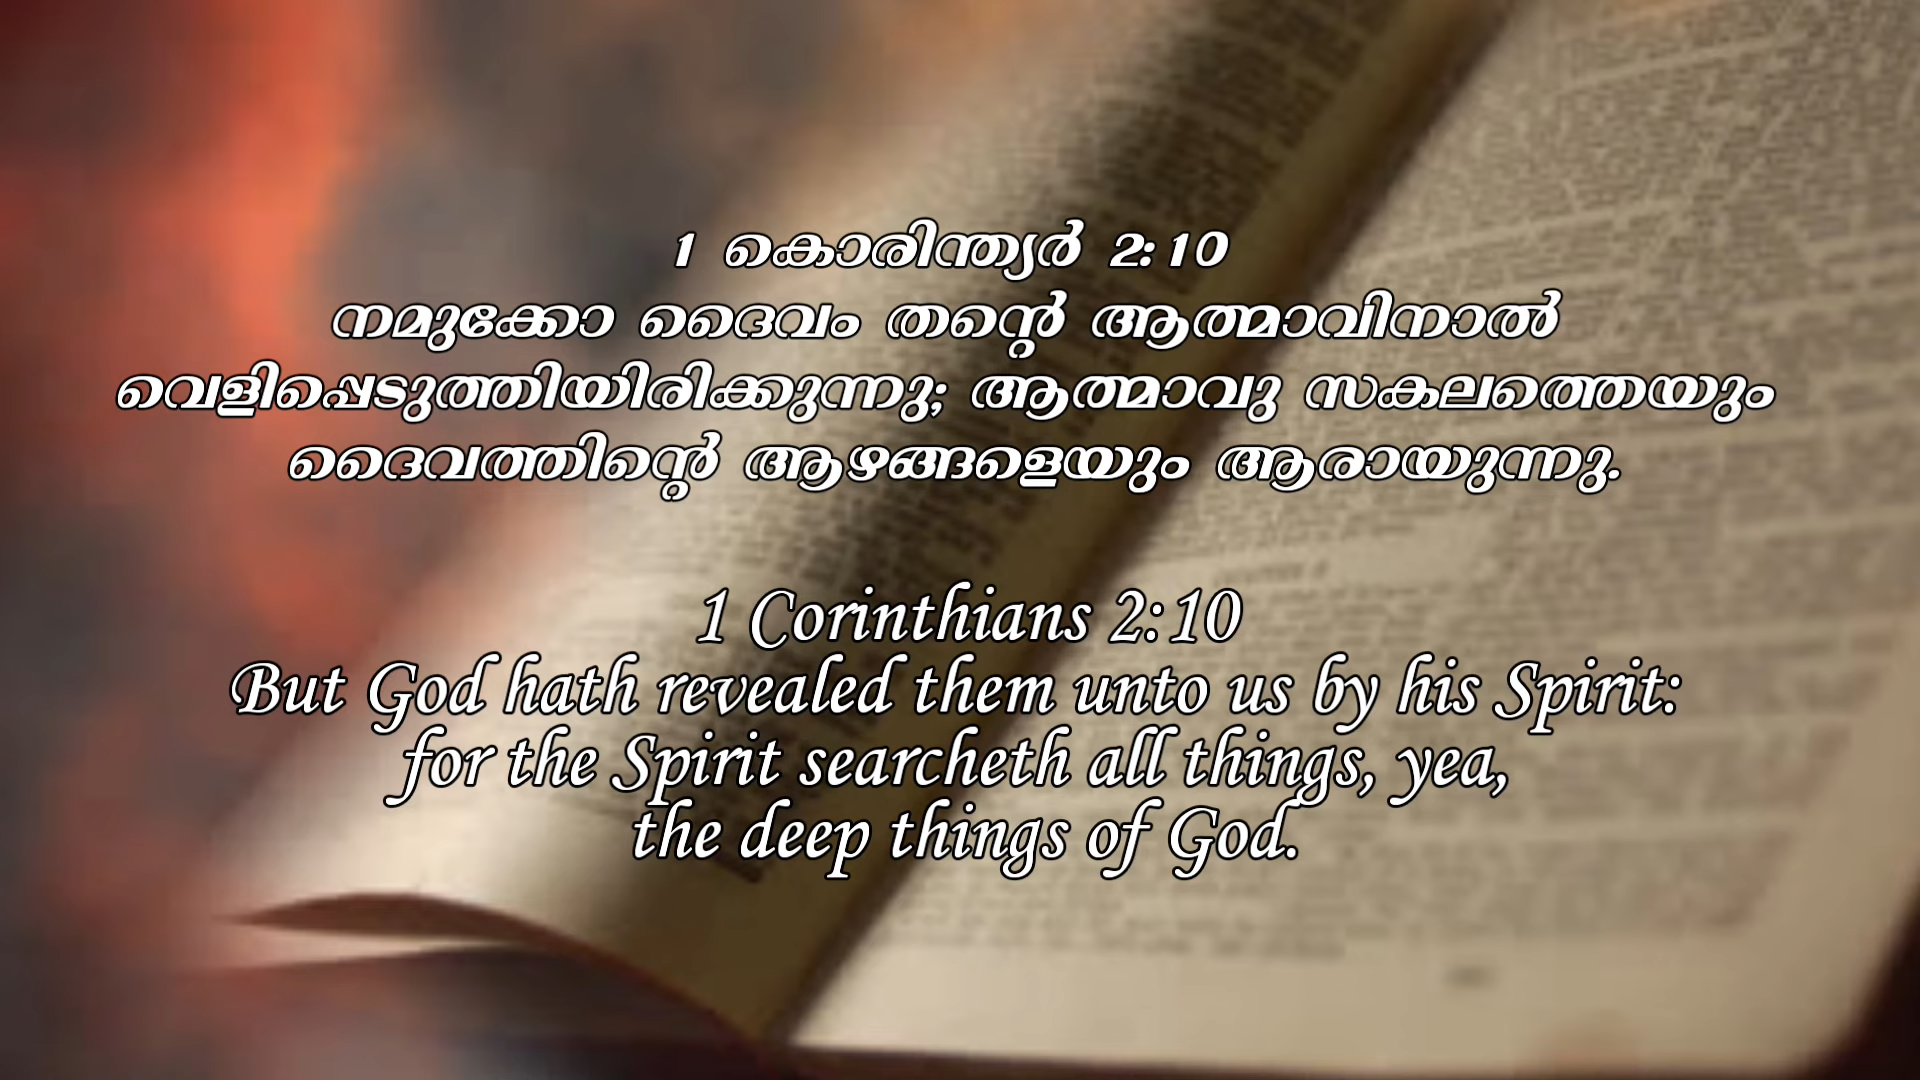 1 കൊരിന്ത്യർ 2:10
നമുക്കോ ദൈവം തന്റെ ആത്മാവിനാൽ
വെളിപ്പെടുത്തിയിരിക്കുന്നു; ആത്മാവു സകലത്തെയും
ദൈവത്തിന്റെ ആഴങ്ങളെയും ആരായുന്നു.
1 Corinthians 2:10
But God hath revealed them unto us by his Spirit:
for the Spirit searcheth all things, yea,
the deep things of God.